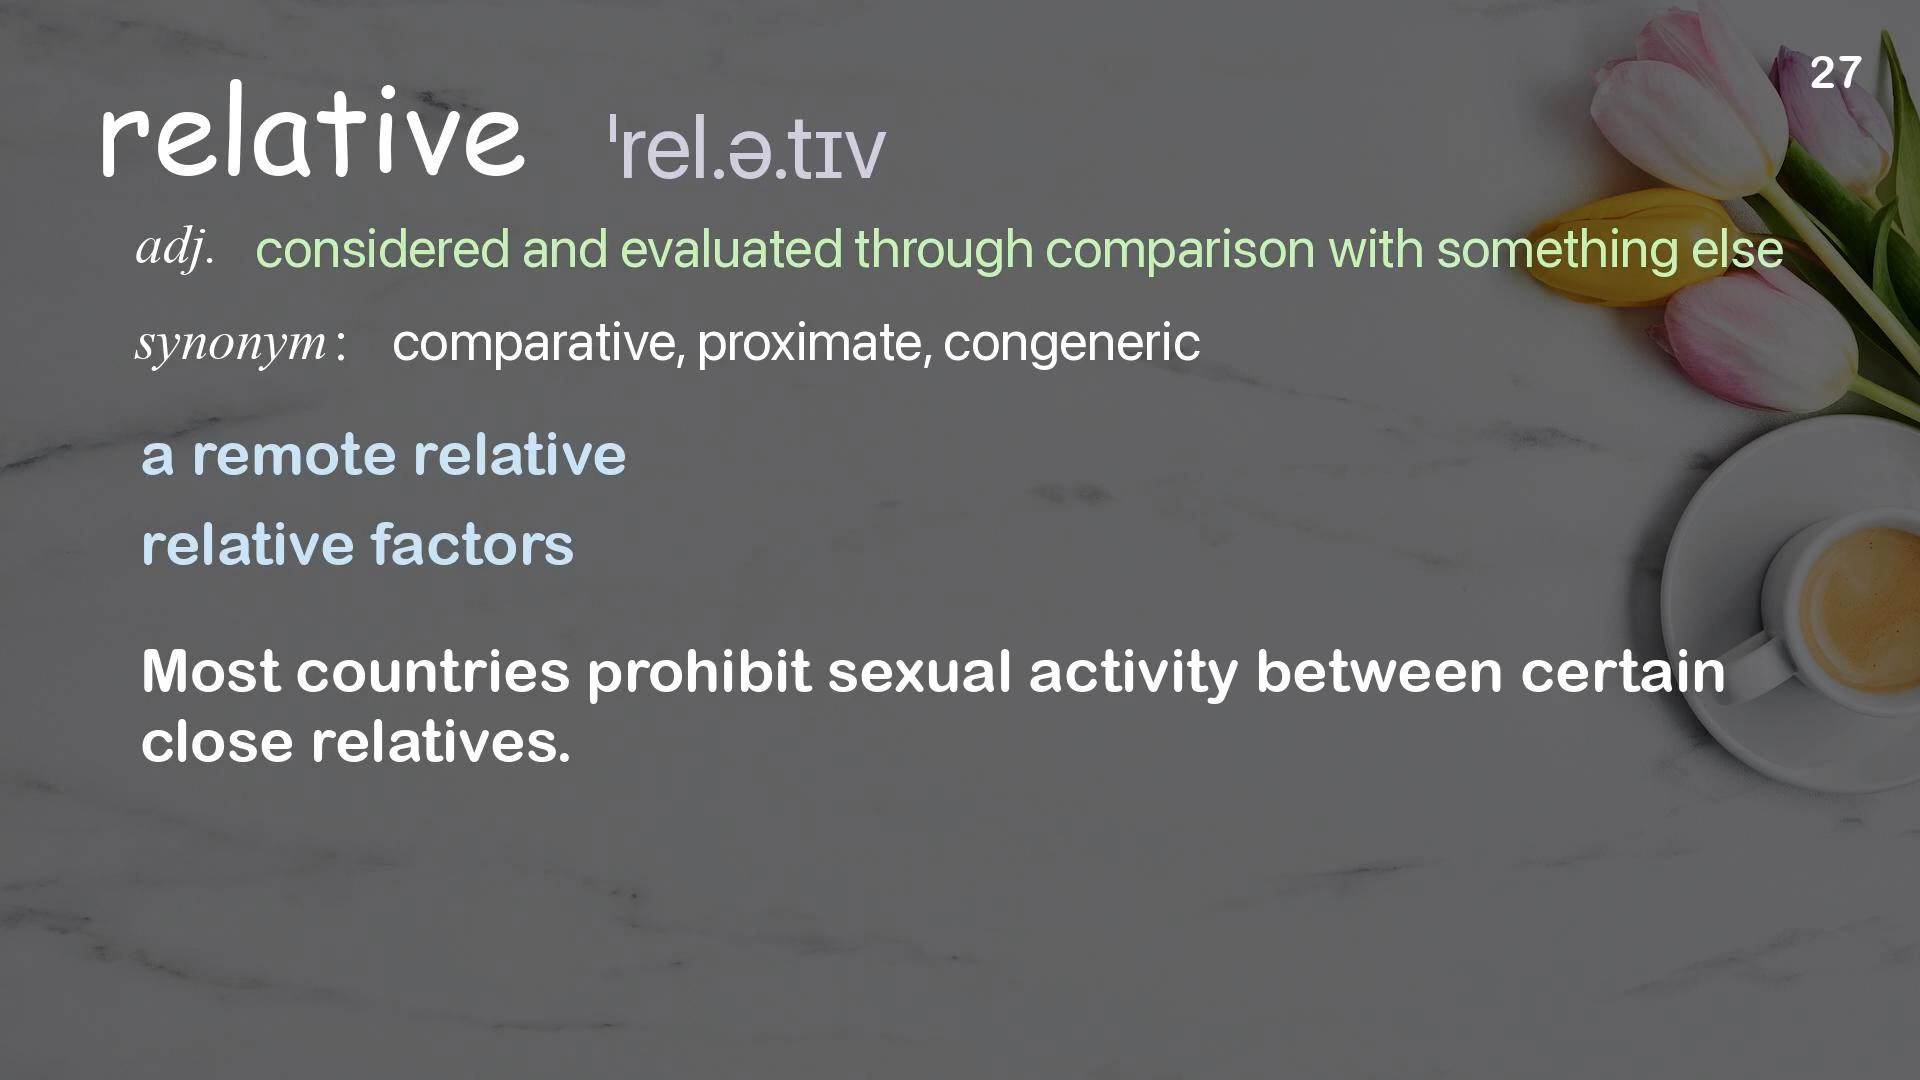 27
relative ˈrel.ə.tɪv
adj. considered and evaluated through comparison with something else
synonym: comparative, proximate, congeneric
a remote relative
relative factors
Most countries prohibit sexual activity between certain
close relatives.